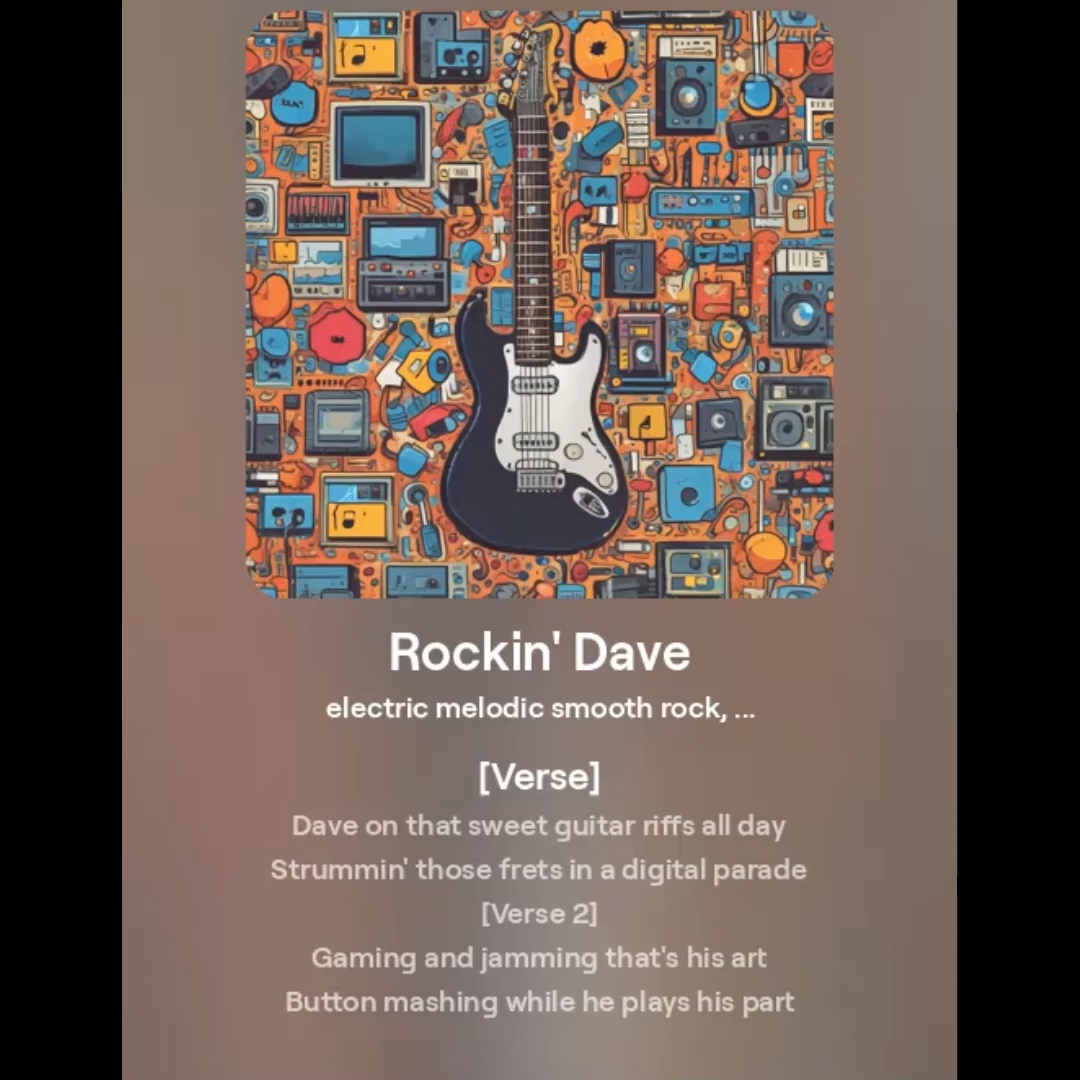 Rockin' Dave
electric melodic smooth rock, ...
[Verse]
Dave on that sweet guitar riffs all day
Strummin' those frets in a digital parade
[Verse 2]
Gaming and jamming that's his art
Button mashing while he plays his part